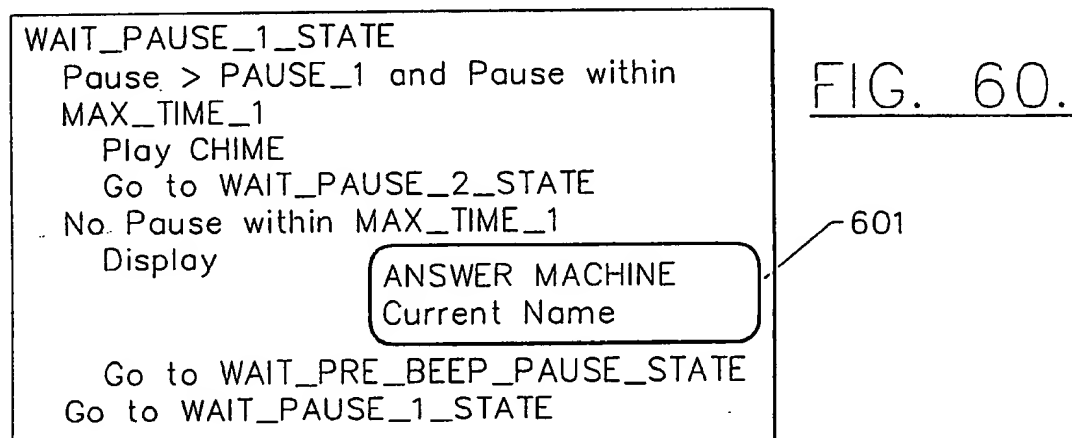 WAIT_PAUSE_1_STATE
Pause > PAUSE_1 and Pause within
MAX_TIME_1
Play CHIME
Go to WAIT_PAUSE_2_STATE
No Pause within MAX_TIME_1
Display
ANSWER MACHINE
Current Name
Go to WAIT_PRE_BEEP_PAUSE_STATE
Go to WAIT_PAUSE_1_STATE
FIG. 60.
601